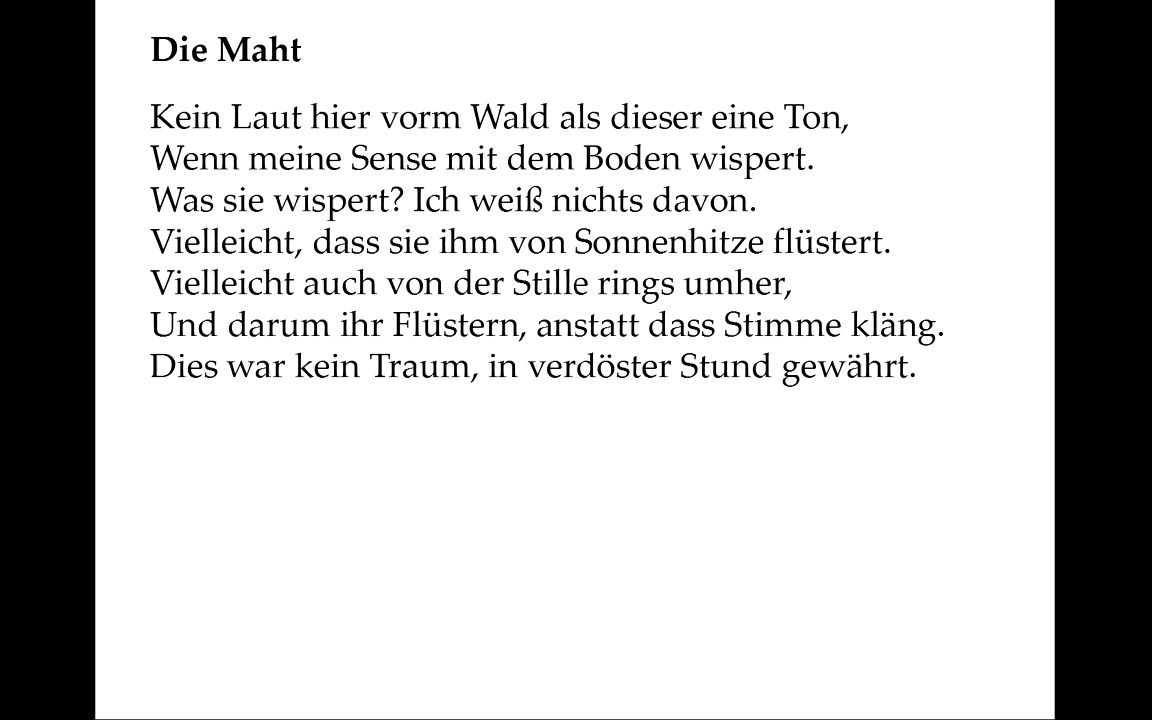 Die Maht
Kein Laut hier vorm Wald als dieser eine Ton,
Wenn meine Sense mit dem Boden wispert.
Was sie wispert? Ich weiß nichts davon.
Vielleicht, dass sie ihm von Sonnenhitze flüstert.
Vielleicht auch von der Stille rings umher,
Und darum ihr Flüstern, anstatt dass Stimme kläng.
Dies war kein Traum, in verdöster Stund gewährt.